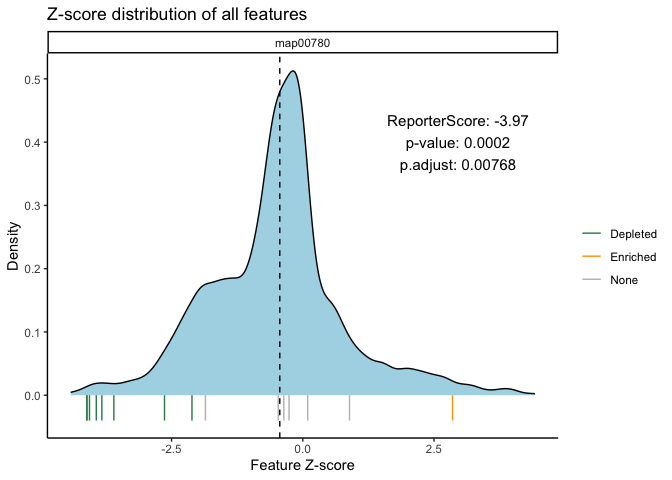 Z-score distribution of all features
map00780
ReporterScore: -3.97
p-value: 0.0002
p.adjust: 0.00768
Density
0.5
0.4
0.3
0.2
0.1
0.0
-2.5
0.0
2.5
Feature Z-score
Depleted
Enriched
None